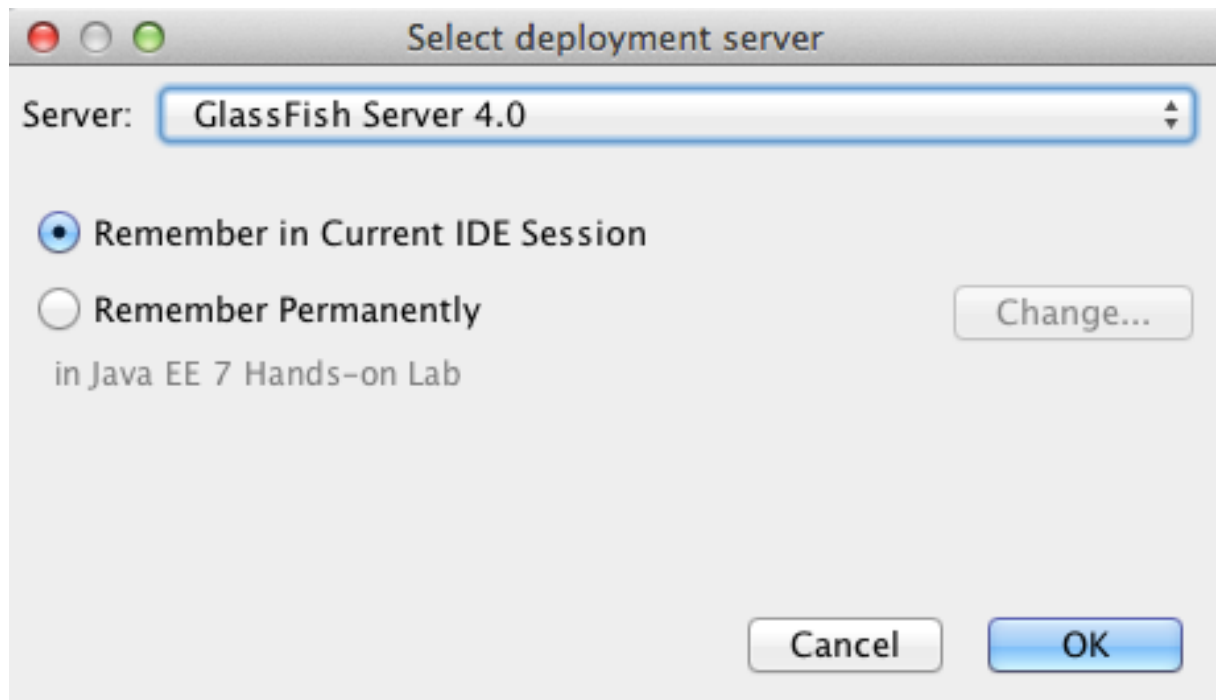 Select deployment server
Server: GlassFish Server 4.0
Remember in Current IDE Session
Remember Permanently Change...
in Java EE 7 Hands-on Lab
Cancel OK